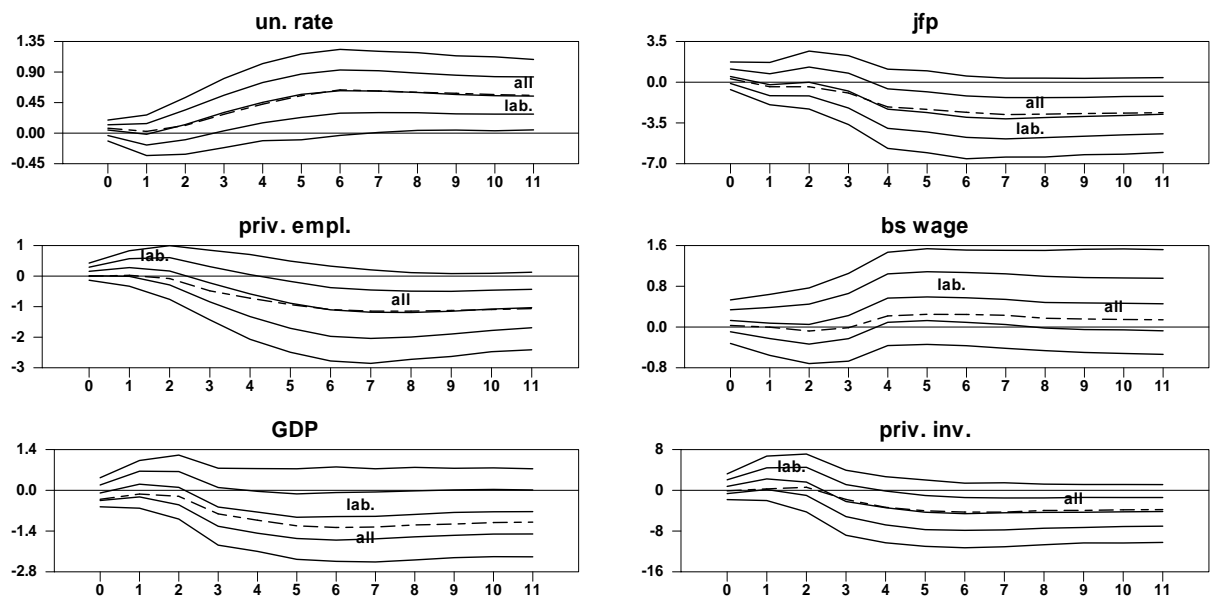 un. rate
1.35
0.90
0.45
0.00
-0.45
all
lab.
0 1 2 3 4 5 6 7 8 9 10 11
jfp
3.5
0.0
-3.5
-7.0
all
lab.
0 1 2 3 4 5 6 7 8 9 10 11
priv. empl.
1
0
-1
-2
-3
lab.
all
0 1 2 3 4 5 6 7 8 9 10 11
bs wage
1.6
0.8
0.0
-0.8
lab.
all
0 1 2 3 4 5 6 7 8 9 10 11
GDP
1.4
0.0
-1.4
-2.8
lab.
all
0 1 2 3 4 5 6 7 8 9 10 11
priv. inv.
8
0
-8
-16
lab.
all
0 1 2 3 4 5 6 7 8 9 10 11